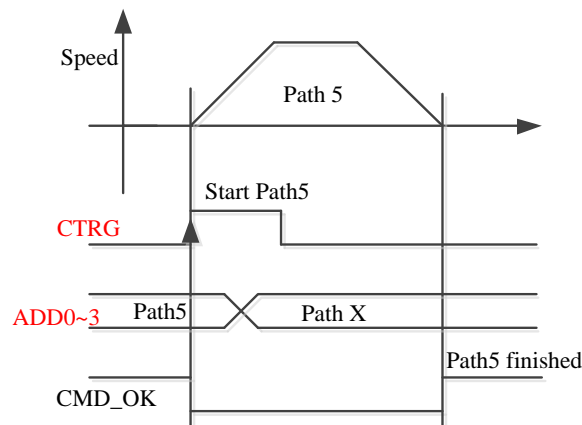 Speed
Path 5
Start Path5
CTRG
ADD0~3
Path5
Path X
Path5 finished
CMD_OK